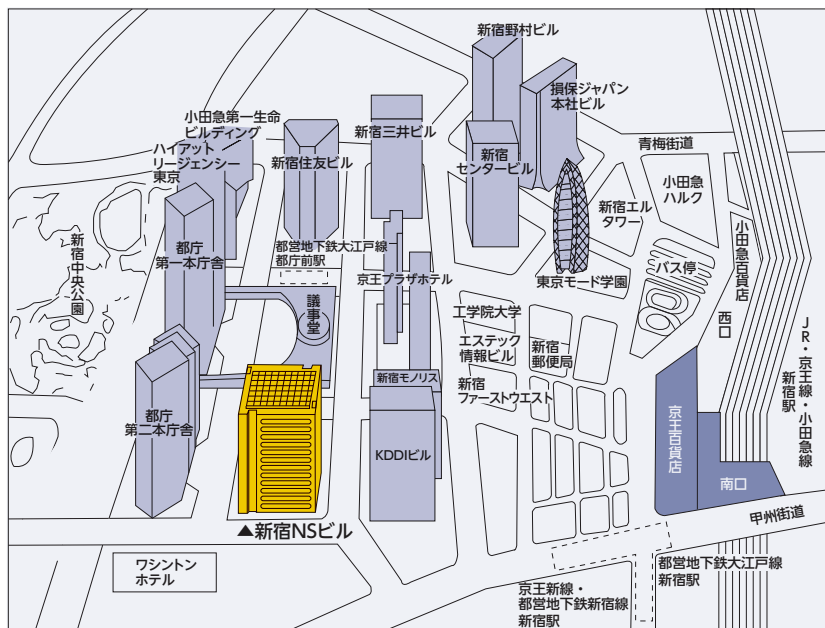 新宿野村ビル
損保ジャパン
本社ビル
小田急第一生命
ビルディング
ハイアット
リージェンシー
東京
新宿住友ビル
新宿三井ビル
新宿
センタービル
青梅街道
小田急
ハルク
新宿エル
タワー
小田急百貨店
新宿中央公園
都庁
第一本庁舎
都営地下鉄大江戸線
都庁前駅
京王プラザホテル
東京モード学園
バス停
西口
議事堂
工学院大学
エステック
情報ビル
新宿
郵便局
新宿モノリス
新宿
ファーストウエスト
JR・京王線・小田急線
新宿駅
都庁
第二本庁舎
KDDIビル
京王百貨店
南口
甲州街道
▲新宿NSビル
ワシントン
ホテル
都営地下鉄大江戸線
新宿駅
京王新線・
都営地下鉄新宿線
新宿駅